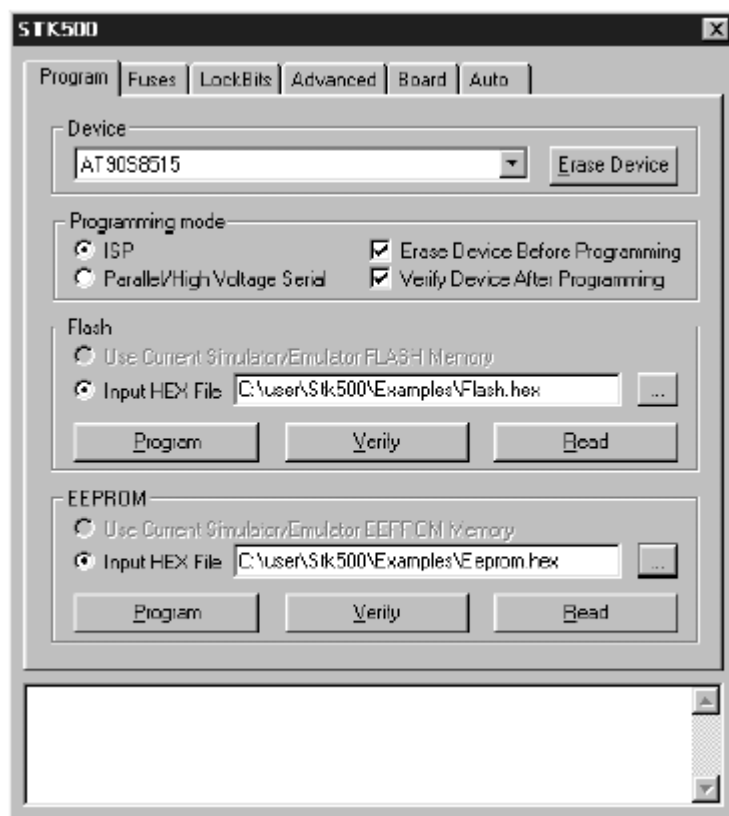 STK500
Program Fuses LockBits Advanced Board Auto
Device
AT90S8515 Erase Device
Programming mode
ISP Erase Device Before Programming
Parallel/High Voltage Serial Verify Device After Programming
Flash
Use Current Simulator/Emulator FLASH Memory
Input HEX File C:\user\Stk500\Examples\Flash.hex ...
Program Verify Read
EEPROM
Use Current Simulator/Emulator EEPROM Memory
Input HEX File C:\user\Stk500\Examples\Eeprom.hex ...
Program Verify Read